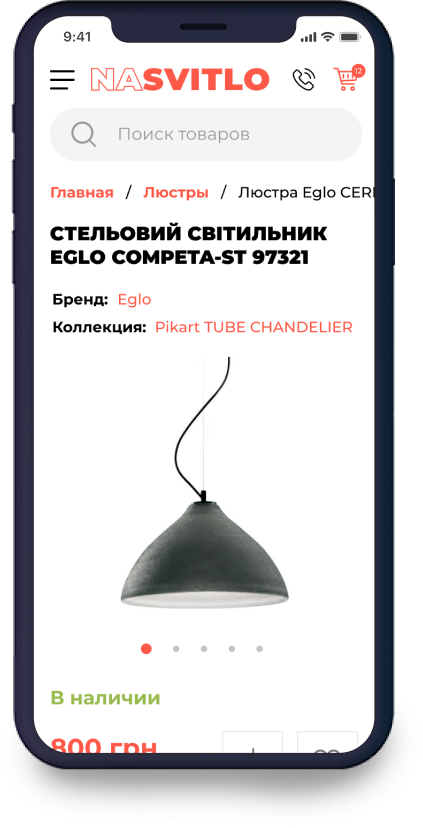 9:41
NASVITLO
12
Поиск товаров
Главная / Люстры / Люстра Eglo CER
СТЕЛЬОВИЙ СВІТИЛЬНИК
EGLO COMPETA-ST 97321
Бренд: Eglo
Коллекция: Pikart TUBE CHANDELIER
В наличии
800 грн